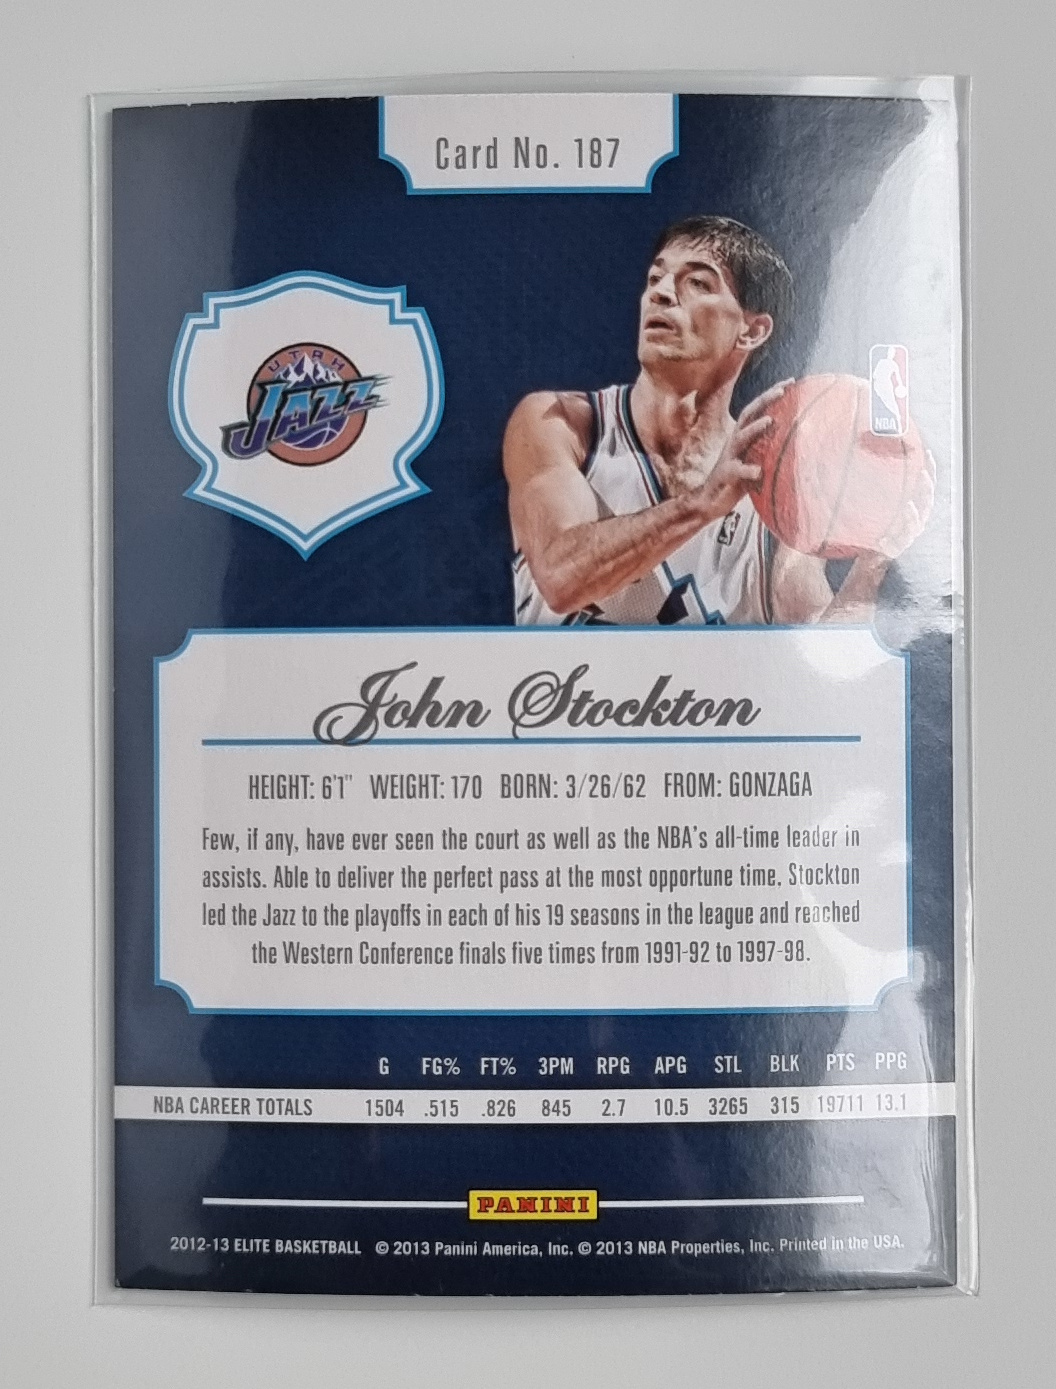 Card No. 187
UTAH
JAZZ
NBA
John Stockton
HEIGHT: 6'1" WEIGHT: 170 BORN: 3/26/62 FROM: GONZAGA
Few, if any, have ever seen the court as well as the NBA's all-time leader in
assists. Able to deliver the perfect pass at the most opportune time, Stockton
led the Jazz to the playoffs in each of his 19 seasons in the league and reached
the Western Conference finals five times from 1991-92 to 1997-98.
G FG% FT% 3PM RPG APG STL BLK PTS PPG
NBA CAREER TOTALS 1504 .515 .826 845 2.7 10.5 3265 315 19711 13.1
PANINI
2012-13 ELITE BASKETBALL © 2013 Panini America, Inc. © 2013 NBA Properties, Inc. Printed in the USA.